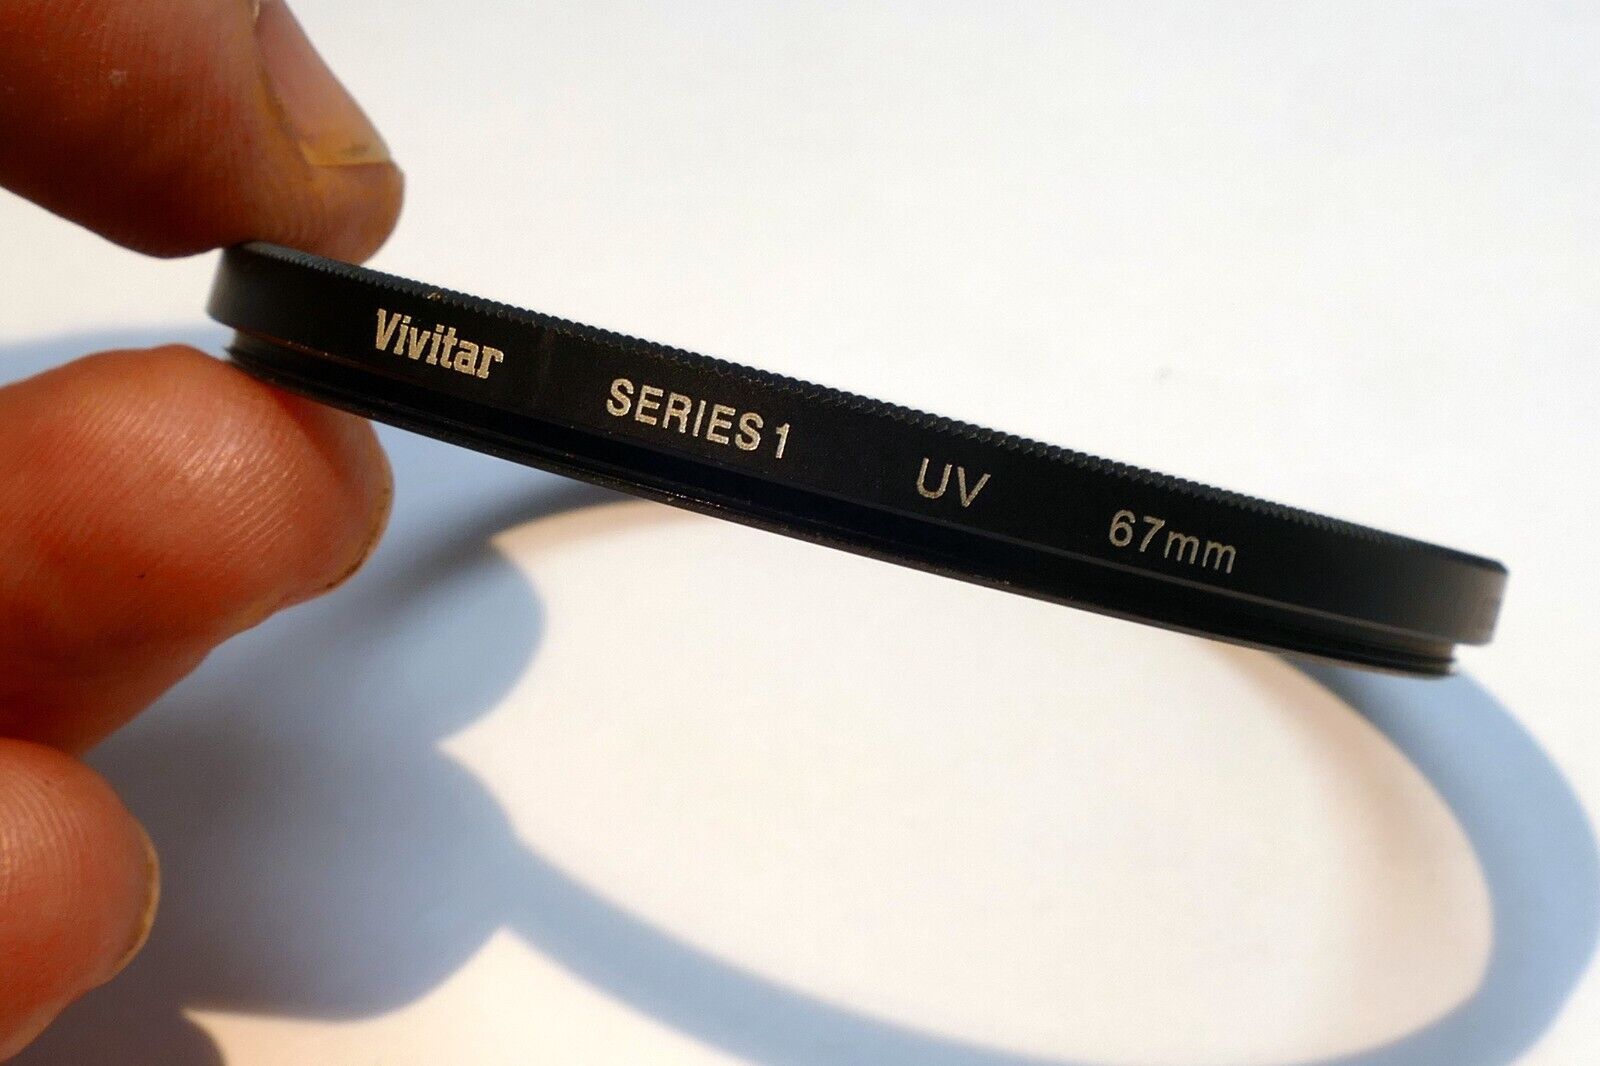 Vivitar SERIES 1 UV 67mm